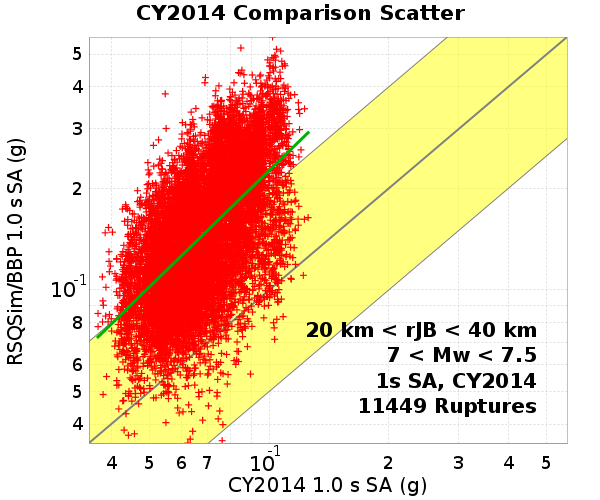 CY2014 Comparison Scatter
RSQSim/BBP 1.0 s SA (g)
5
4
3
2
10-1
8
6
5
4
20 km < rJB < 40 km
7 < Mw < 7.5
1s SA, CY2014
11449 Ruptures
4 5 6 7 10-1 2 3 4 5
CY2014 1.0 s SA (g)